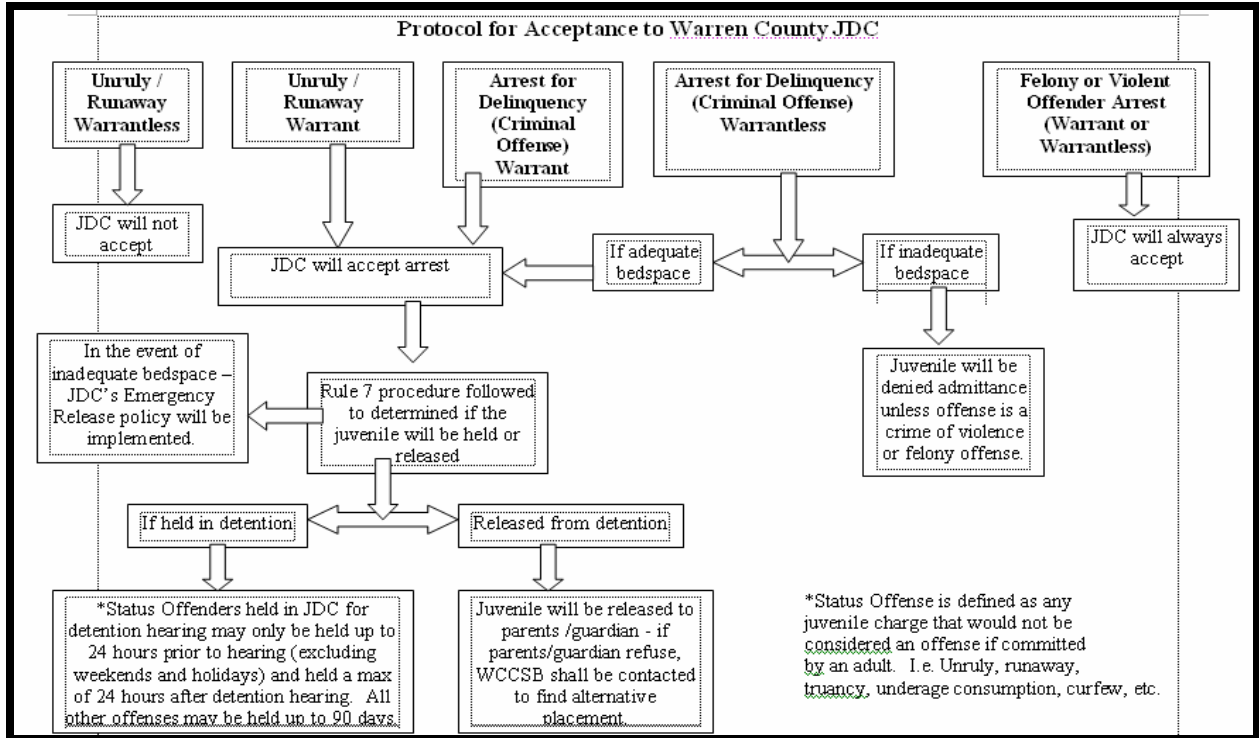 Protocol for Acceptance to Warren County JDC
Unruly /
Runaway
Warrantless
Unruly /
Runaway
Warrant
Arrest for
Delinquency
(Criminal
Offense)
Warrant
Arrest for Delinquency
(Criminal Offense)
Warrantless
Felony or Violent
Offender Arrest
(Warrant or
Warrantless)
JDC will not
accept
JDC will accept arrest
If adequate
bedspace
If inadequate
bedspace
JDC will always
accept
In the event of
inadequate bedspace –
JDC's Emergency
Release policy will be
implemented.
Rule 7 procedure followed
to determined if the
juvenile will be held or
released
Juvenile will be
denied admittance
unless offense is a
crime of violence
or felony offense.
If held in detention
Released from detention
*Status Offenders held in JDC for
detention hearing may only be held up to
24 hours prior to hearing (excluding
weekends and holidays) and held a max
of 24 hours after detention hearing. All
other offenses may be held up to 90 days.
Juvenile will be released to
parents /guardian - if
parents/guardian refuse,
WCCSB shall be contacted
to find alternative
placement.
*Status Offense is defined as any
juvenile charge that would not be
considered an offense if committed
by an adult. I.e. Unruly, runaway,
truancy, underage consumption, curfew, etc.